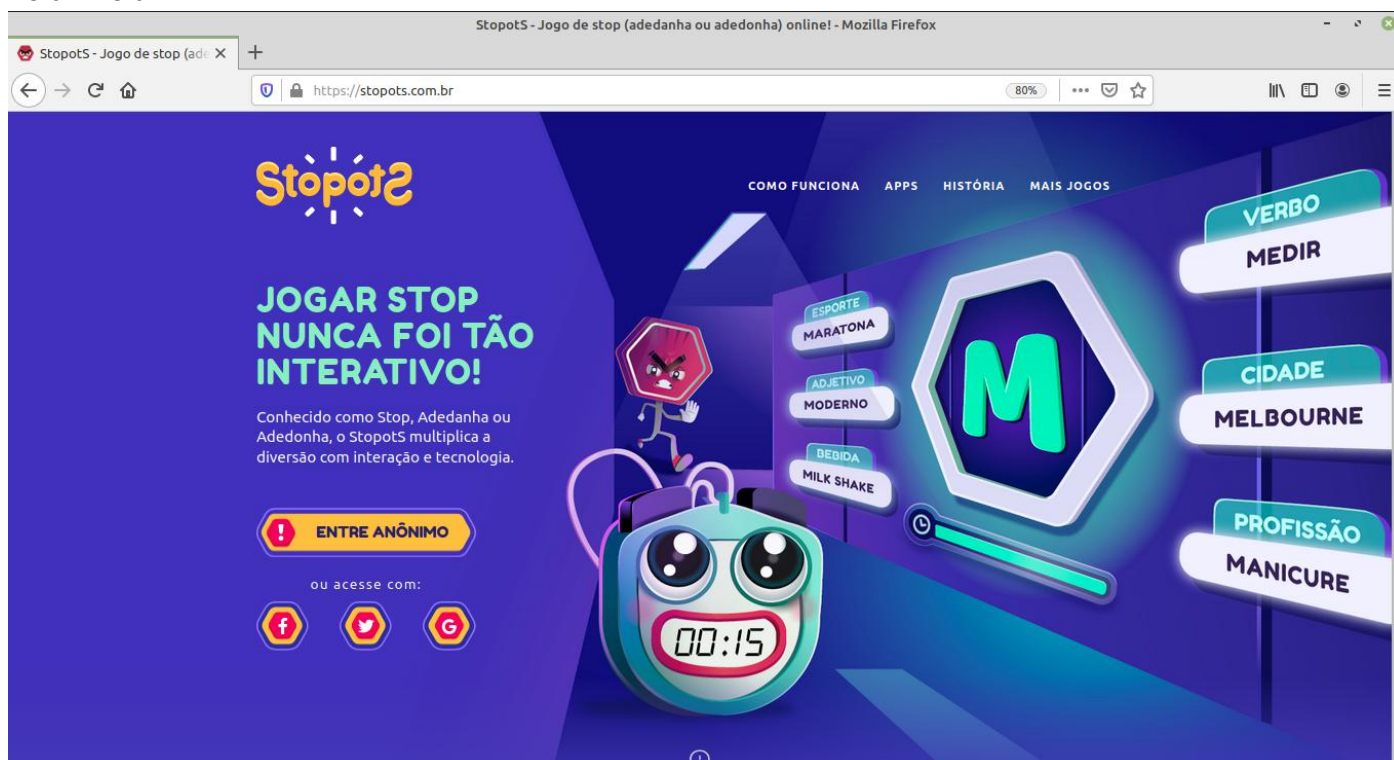 StopotS - Jogo de stop (adedanha ou adedonha) online! - Mozilla Firefox
StopotS - Jogo de stop (ade
https://stopots.com.br
80%
StopotS
COMO FUNCIONA
APPS
HISTÓRIA
MAIS JOGOS
JOGAR STOP
NUNCA FOI TÃO
INTERATIVO!
Conhecido como Stop, Adedanha ou
Adedonha, o StopotS multiplica a
diversão com interação e tecnologia.
! ENTRE ANÔNIMO
ou acesse com:
f
G
ESPORTE
MARATONA
ADJETIVO
MODERNO
BEBIDA
MILK SHAKE
M
00:15
VERBO
MEDIR
CIDADE
MELBOURNE
PROFISSÃO
MANICURE